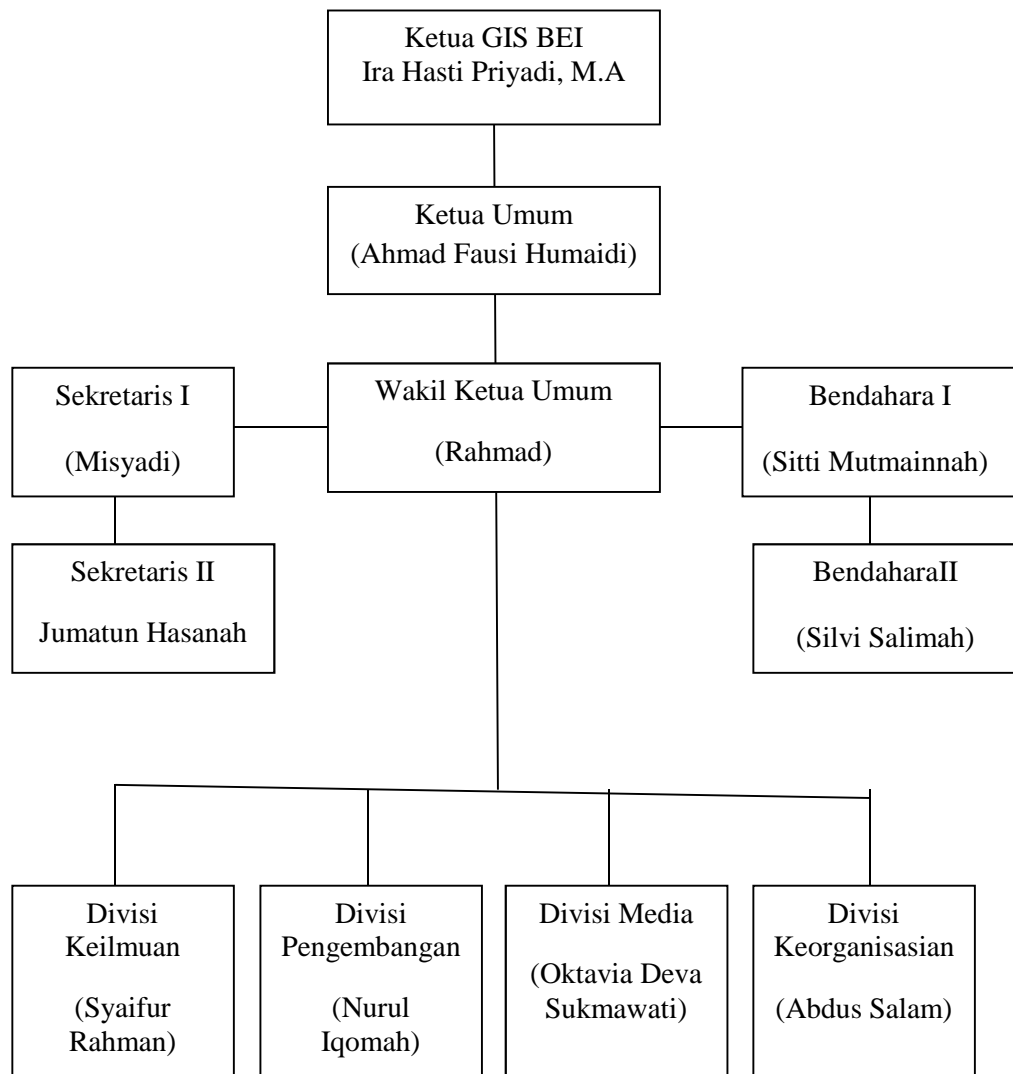 Ketua GIS BEI
Ira Hasti Priyadi, M.A
Ketua Umum
(Ahmad Fausi Humaidi)
Sekretaris I
(Misyadi)
Wakil Ketua Umum
(Rahmad)
Bendahara I
(Sitti Mutmainnah)
Sekretaris II
Jumatun Hasanah
BendaharaII
(Silvi Salimah)
Divisi
Keilmuan
(Syaifur
Rahman)
Divisi
Pengembangan
(Nurul
Iqomah)
Divisi Media
(Oktavia Deva
Sukmawati)
Divisi
Keorganisasian
(Abdus Salam)